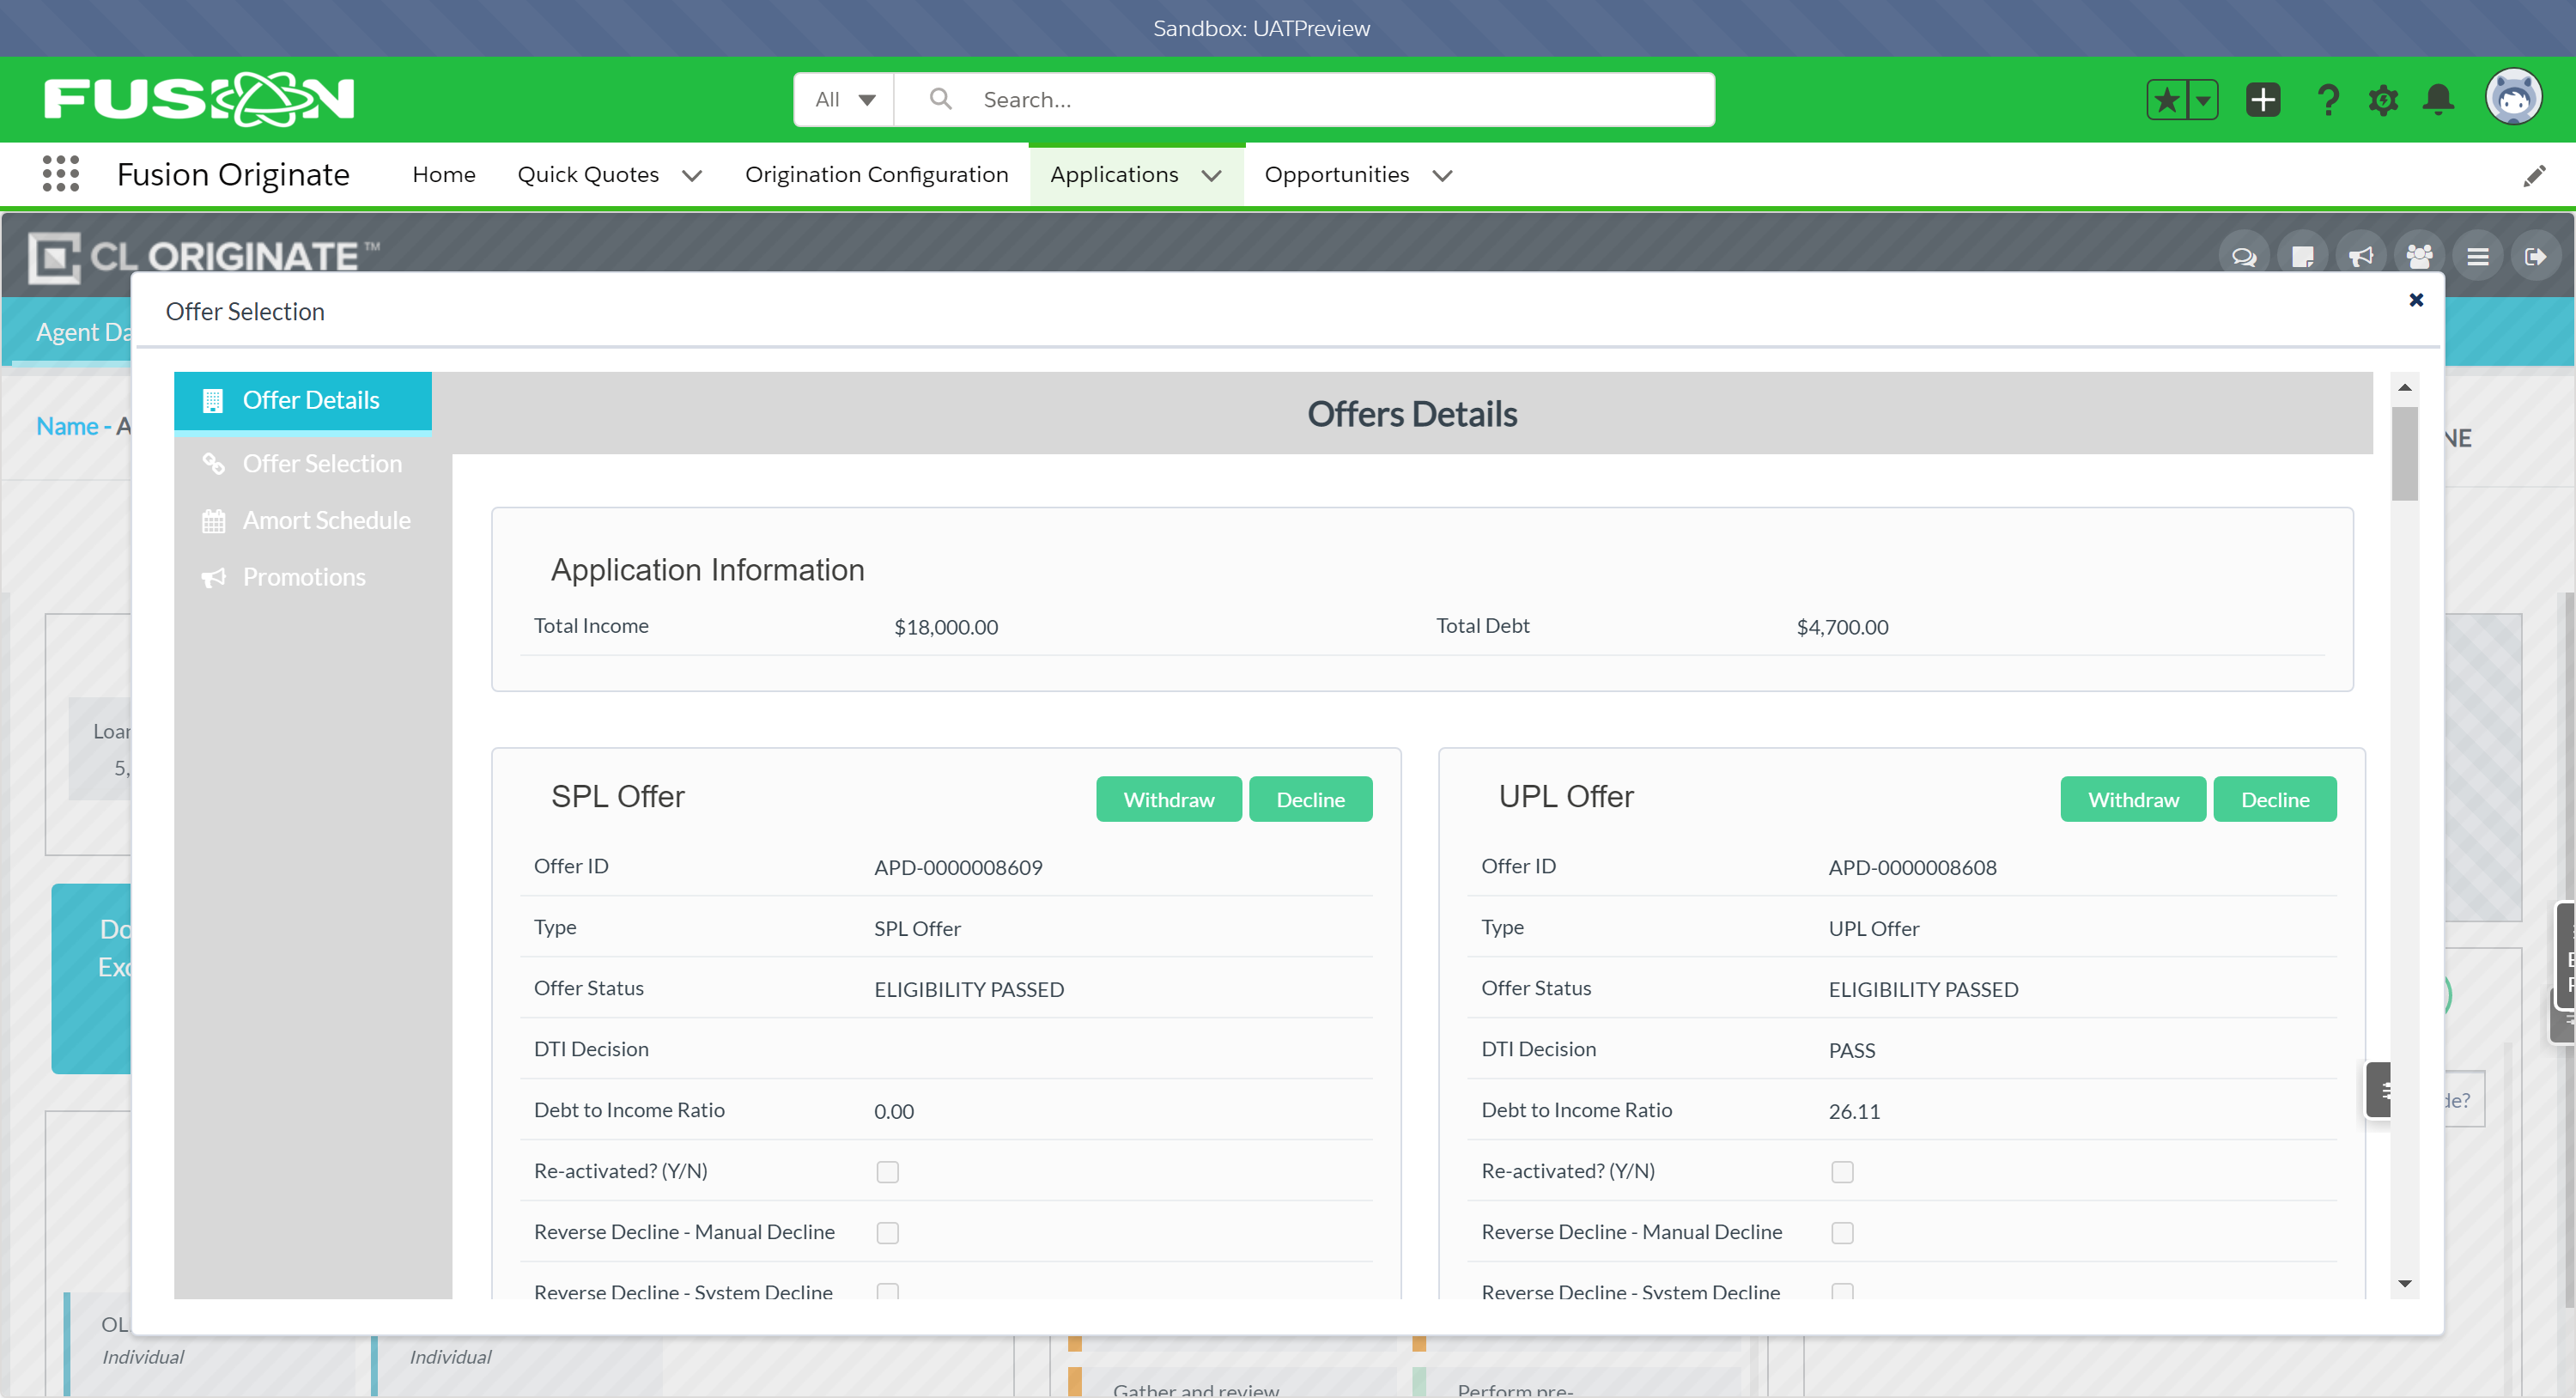 Sandbox: UATPreview
FUSION
All
Search...
Fusion Originate
Home
Quick Quotes
Origination Configuration
Applications
Opportunities
CL ORIGINATE™
Offer Selection
Agent Da
Name - A
NE
Offer Details
Offer Selection
Amort Schedule
Promotions
Offers Details
Application Information
Total Income $18,000.00 Total Debt $4,700.00
Loan
5,
SPL Offer
Withdraw
Decline
Offer ID APD-0000008609
Type SPL Offer
Offer Status ELIGIBILITY PASSED
DTI Decision
Debt to Income Ratio 0.00
Re-activated? (Y/N)
Reverse Decline - Manual Decline
Reverse Decline - System Decline
UPL Offer
Withdraw
Decline
Offer ID APD-0000008608
Type UPL Offer
Offer Status ELIGIBILITY PASSED
DTI Decision PASS
Debt to Income Ratio 26.11
Re-activated? (Y/N)
Reverse Decline - Manual Decline
Reverse Decline - System Decline
Do
Exc
de?
OL
Individual
Individual
Gather and review
Perform pre-